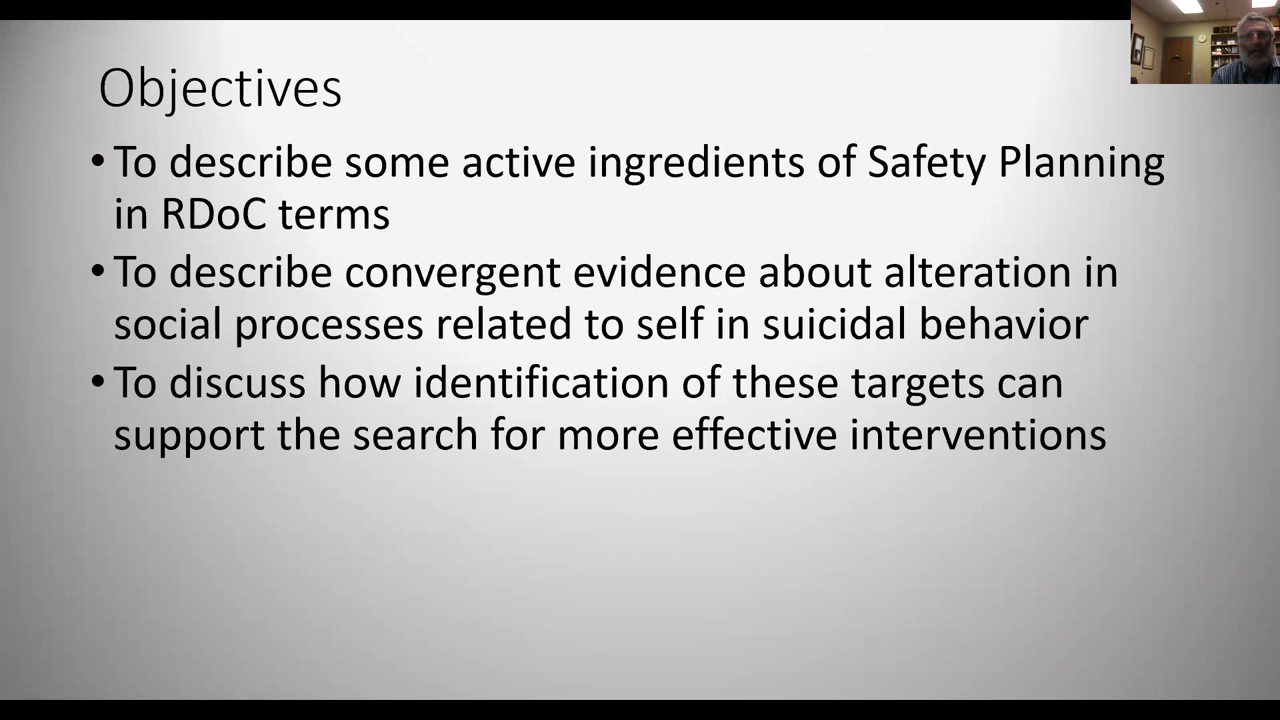 Objectives
• To describe some active ingredients of Safety Planning
in RDoC terms
• To describe convergent evidence about alteration in
social processes related to self in suicidal behavior
• To discuss how identification of these targets can
support the search for more effective interventions